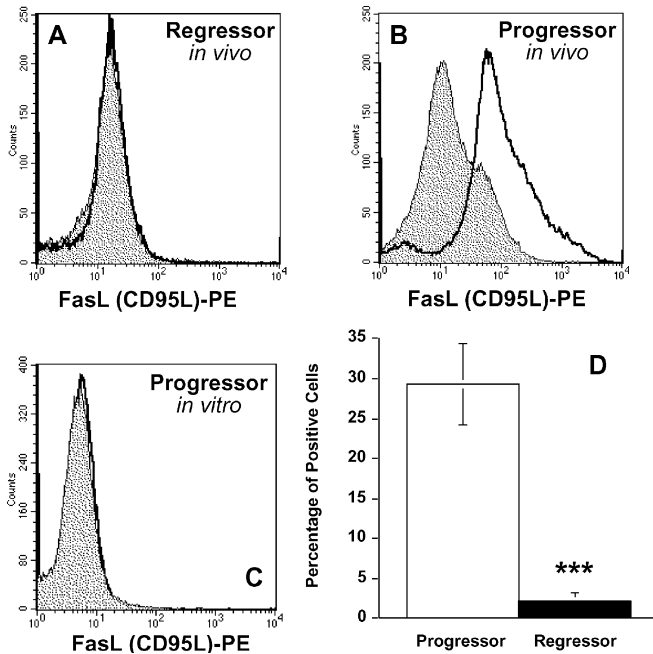 A
Regressor
in vivo
250
200
150
100
50
0
Counts
10^0 10^1 10^2 10^3 10^4
FasL (CD95L)-PE
B
Progressor
in vivo
250
200
150
100
50
0
Counts
10^0 10^1 10^2 10^3 10^4
FasL (CD95L)-PE
Progressor
in vitro
C
400
320
240
160
80
0
Counts
10^0 10^1 10^2 10^3 10^4
FasL (CD95L)-PE
D
35
30
25
20
15
10
5
0
Percentage of Positive Cells
***
Progressor Regressor